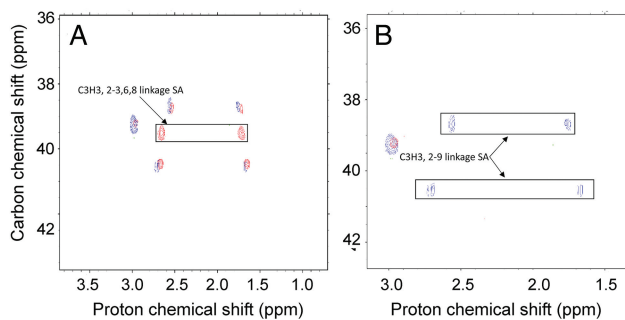 A
B
36
38
40
42
Carbon chemical shift (ppm)
C3H3, 2-3,6,8 linkage SA
3.5 3.0 2.5 2.0 1.5 1.0
Proton chemical shift (ppm)
36
38
40
42
C3H3, 2-9 linkage SA
3.0 2.5 2.0 1.5
Proton chemical shift (ppm)